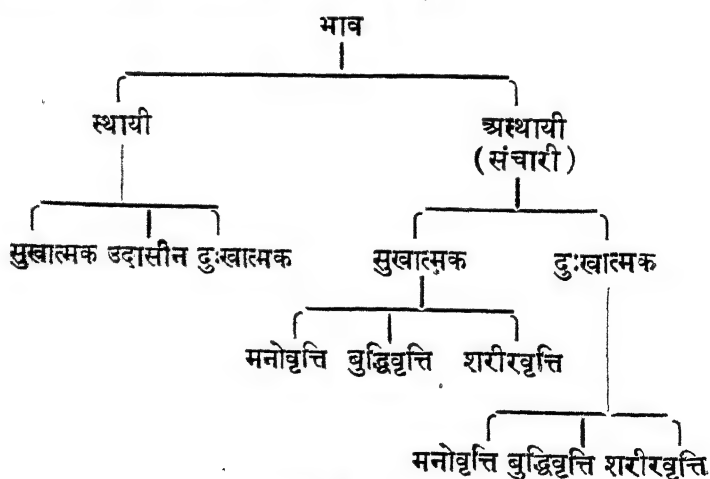 भाव
स्थायी अस्थायी
(संचारी)
सुखात्मक उदासीन दुःखात्मक सुखात्मक दुःखात्मक
मनोवृत्ति बुद्धिवृत्ति शरीरवृत्ति
मनोवृत्ति बुद्धिवृत्ति शरीरवृत्ति